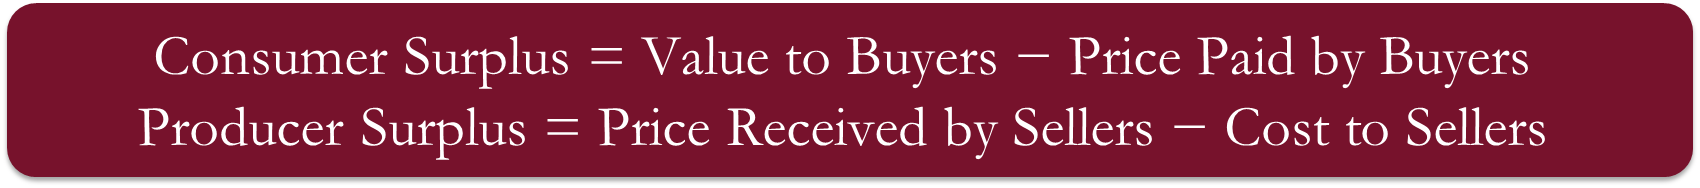 Consumer Surplus = Value to Buyers − Price Paid by Buyers
Producer Surplus = Price Received by Sellers − Cost to Sellers